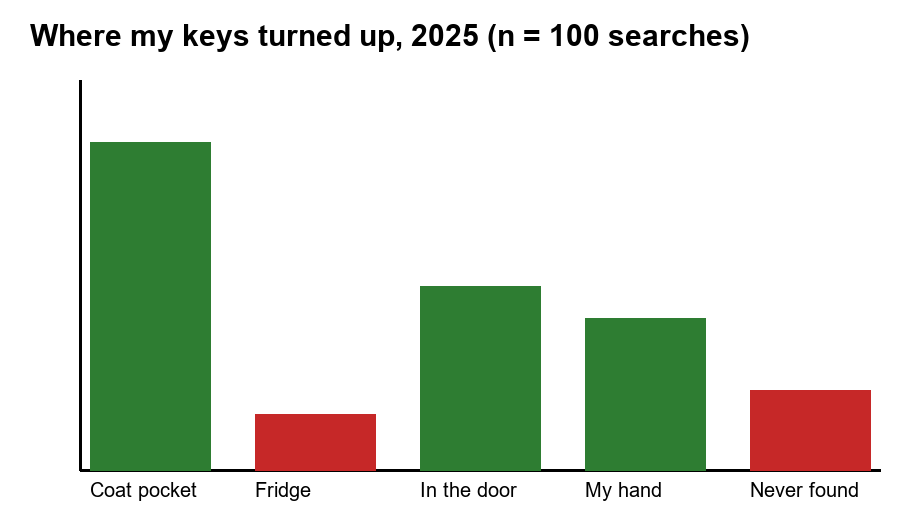 Where my keys turned up, 2025 (n = 100 searches)
Coat pocket
Fridge
In the door
My hand
Never found